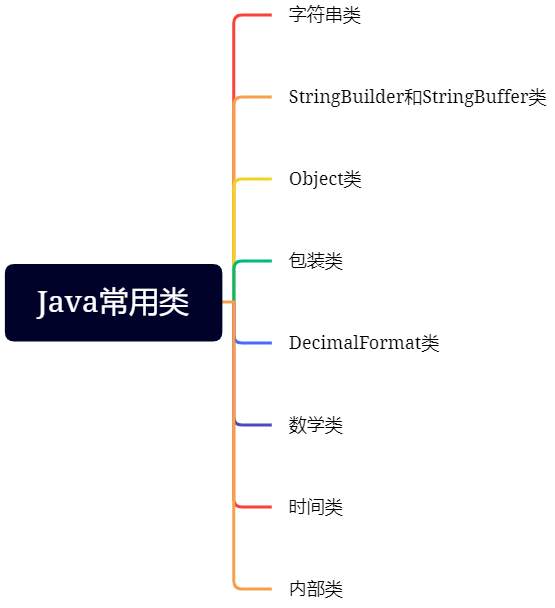 Java常用类
字符串类
StringBuilder和StringBuffer类
Object类
包装类
DecimalFormat类
数学类
时间类
内部类